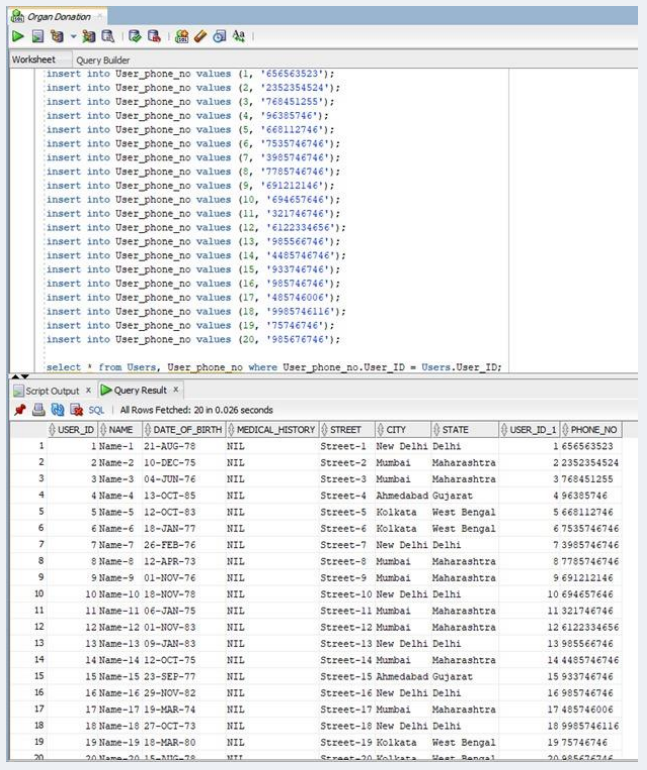 Organ Donation
Worksheet Query Builder
insert into User_phone_no values (1, '656563523');
insert into User_phone_no values (2, '2352354524');
insert into User_phone_no values (3, '768451255');
insert into User_phone_no values (4, '96385746');
insert into User_phone_no values (5, '668112746');
insert into User_phone_no values (6, '7535746746');
insert into User_phone_no values (7, '3985746746');
insert into User_phone_no values (8, '7785746746');
insert into User_phone_no values (9, '691212146');
insert into User_phone_no values (10, '694657646');
insert into User_phone_no values (11, '321746746');
insert into User_phone_no values (12, '6122334656');
insert into User_phone_no values (13, '985566746');
insert into User_phone_no values (14, '4485746746');
insert into User_phone_no values (15, '933746746');
insert into User_phone_no values (16, '985746746');
insert into User_phone_no values (17, '485746006');
insert into User_phone_no values (18, '9985746116');
insert into User_phone_no values (19, '75746746');
insert into User_phone_no values (20, '985676746');
select * from Users, User_phone_no where User_phone_no.User_ID = Users.User_ID;
Script Output Query Result
SQL All Rows Fetched: 20 in 0.026 seconds
USER_ID NAME DATE_OF_BIRTH MEDICAL_HISTORY STREET CITY STATE USER_ID_1 PHONE_NO
1 1 Name-1 21-AUG-78 NIL Street-1 New Delhi Delhi 1 656563523
2 2 Name-2 10-DEC-75 NIL Street-2 Mumbai Maharashtra 2 2352354524
3 3 Name-3 04-JUN-76 NIL Street-3 Mumbai Maharashtra 3 768451255
4 4 Name-4 13-OCT-85 NIL Street-4 Ahmedabad Gujarat 4 96385746
5 5 Name-5 12-OCT-83 NIL Street-5 Kolkata West Bengal 5 668112746
6 6 Name-6 18-JAN-77 NIL Street-6 Kolkata West Bengal 6 7535746746
7 7 Name-7 26-FEB-76 NIL Street-7 New Delhi Delhi 7 3985746746
8 8 Name-8 12-APR-73 NIL Street-8 Mumbai Maharashtra 8 7785746746
9 9 Name-9 01-NOV-76 NIL Street-9 Mumbai Maharashtra 9 691212146
10 10 Name-10 18-NOV-78 NIL Street-10 New Delhi Delhi 10 694657646
11 11 Name-11 06-JAN-75 NIL Street-11 Mumbai Maharashtra 11 321746746
12 12 Name-12 01-NOV-83 NIL Street-12 Mumbai Maharashtra 12 6122334656
13 13 Name-13 09-JAN-83 NIL Street-13 New Delhi Delhi 13 985566746
14 14 Name-14 12-OCT-75 NIL Street-14 Mumbai Maharashtra 14 4485746746
15 15 Name-15 23-SEP-77 NIL Street-15 Ahmedabad Gujarat 15 933746746
16 16 Name-16 29-NOV-82 NIL Street-16 New Delhi Delhi 16 985746746
17 17 Name-17 19-MAR-74 NIL Street-17 Mumbai Maharashtra 17 485746006
18 18 Name-18 27-OCT-73 NIL Street-18 New Delhi Delhi 18 9985746116
19 19 Name-19 18-MAR-80 NIL Street-19 Kolkata West Bengal 19 75746746
20 20 Name-20 15-AUG-78 NIL Street-20 Kolkata West Bengal 20 985676746